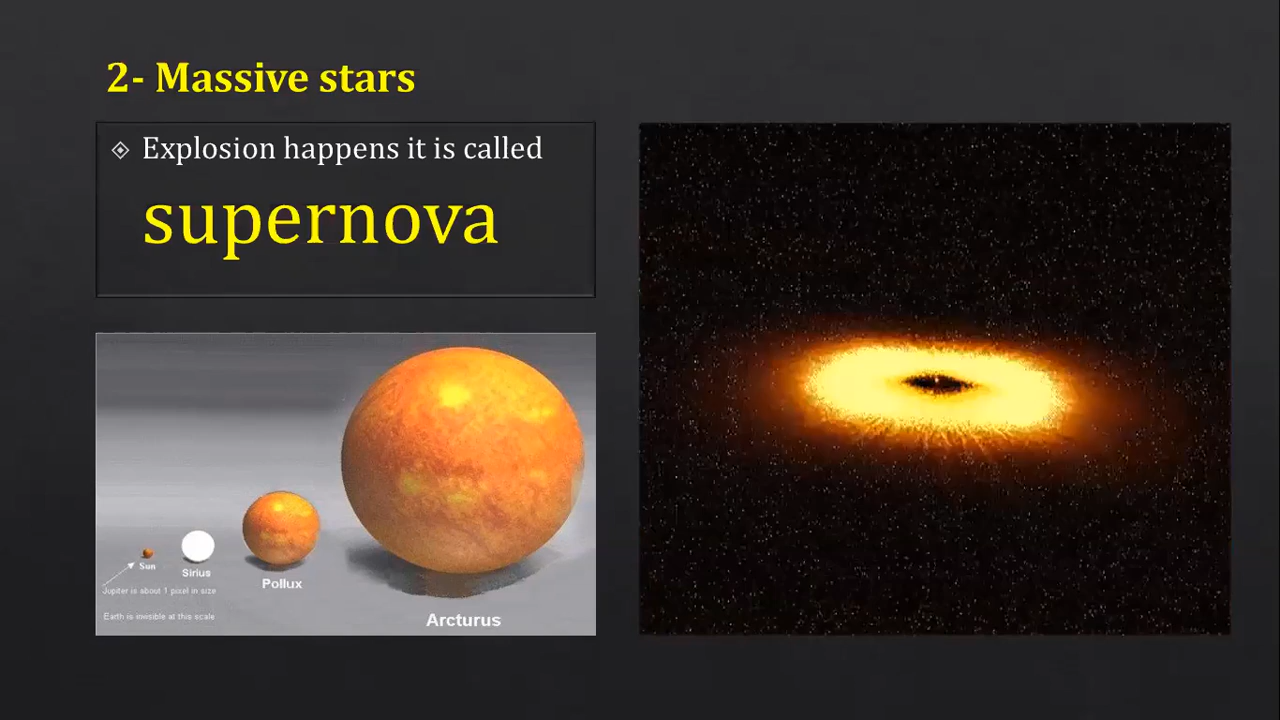 2- Massive stars
Explosion happens it is called
supernova
Sun
Sirius
Pollux
Arcturus
Jupiter is about 1 pixel in size
Earth is invisible at this scale